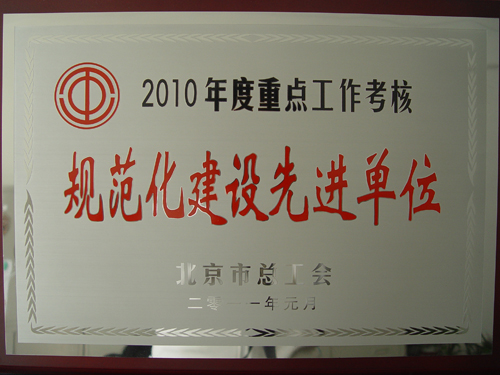 2010年度重点工作考核
规范化建设先进单位
北京市总工会
二零一一年元月